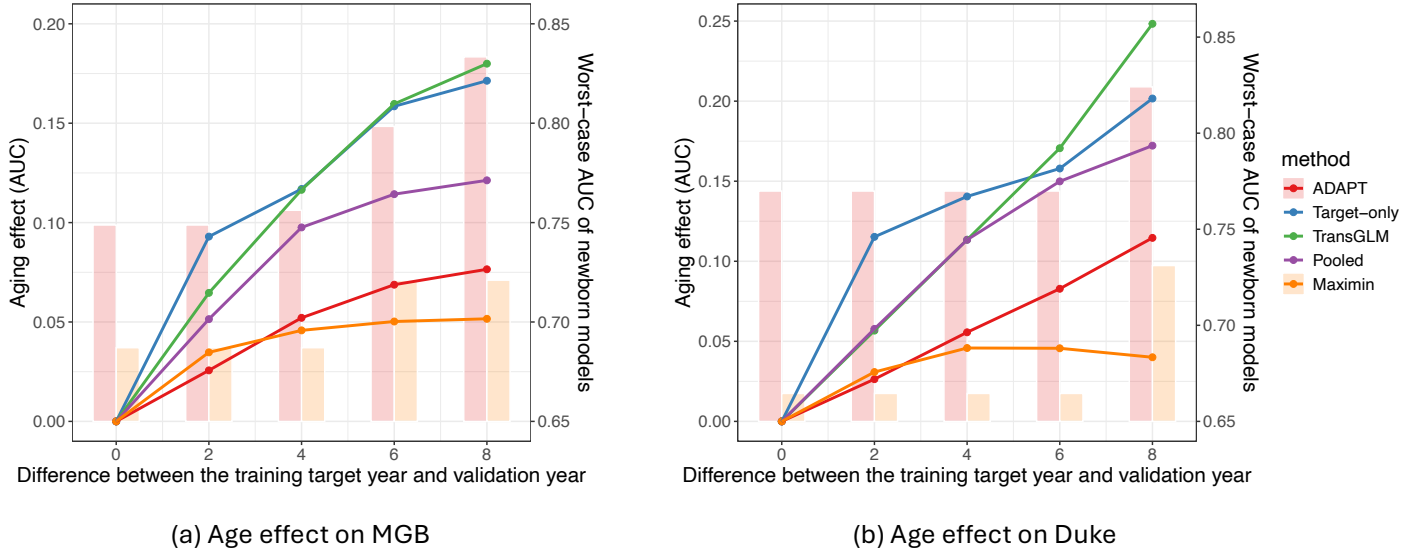 0.20
0.15
0.10
0.05
0.00
Aging effect (AUC)
0.85
0.80
0.75
0.70
0.65
Worst−case AUC of newborn models
0 2 4 6 8
Difference between the training target year and validation year
(a) Age effect on MGB
0.25
0.20
0.15
0.10
0.05
0.00
Aging effect (AUC)
0.85
0.80
0.75
0.70
0.65
Worst−case AUC of newborn models
0 2 4 6 8
Difference between the training target year and validation year
(b) Age effect on Duke
method
ADAPT
Target−only
TransGLM
Pooled
Maximin